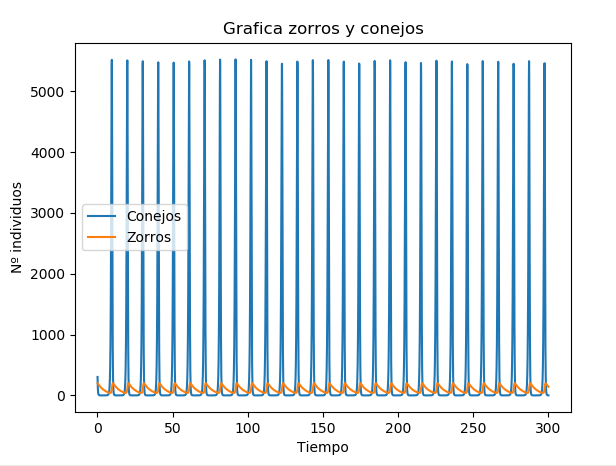 Grafica zorros y conejos
Nº individuos
5000
4000
3000
2000
1000
0
Conejos
Zorros
0 50 100 150 200 250 300
Tiempo